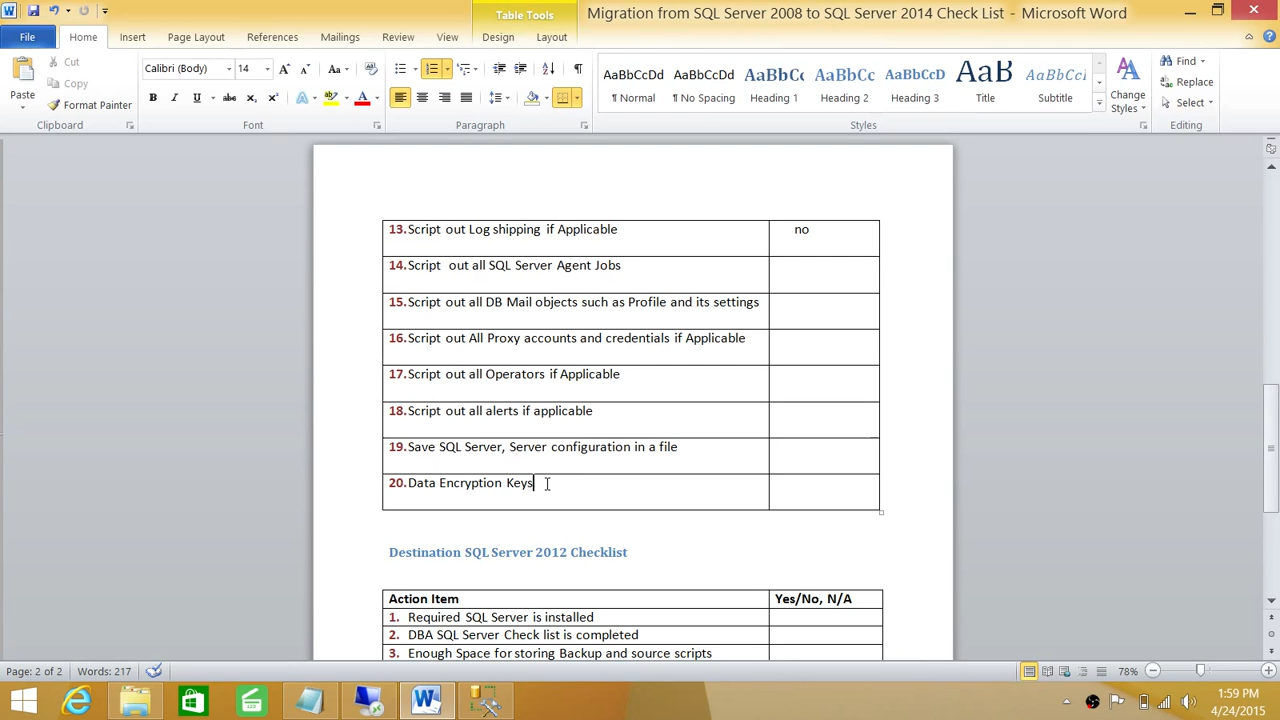 Table Tools
Migration from SQL Server 2008 to SQL Server 2014 Check List - Microsoft Word
File Home Insert Page Layout References Mailings Review View Design Layout
Paste
Cut
Copy
Format Painter
Clipboard
Calibri (Body) 14
Font
Paragraph
AaBbCcDd AaBbCcDd AaBbCc AaBbCc AaBbCcD AaB AaBbCcI
¶ Normal ¶ No Spacing Heading 1 Heading 2 Heading 3 Title Subtitle
Change Styles
Styles
Find
Replace
Select
Editing
13. Script out Log shipping if Applicable no
14. Script out all SQL Server Agent Jobs
15. Script out all DB Mail objects such as Profile and its settings
16. Script out All Proxy accounts and credentials if Applicable
17. Script out all Operators if Applicable
18. Script out all alerts if applicable
19. Save SQL Server, Server configuration in a file
20. Data Encryption Keys
Destination SQL Server 2012 Checklist
Action Item Yes/No, N/A
1. Required SQL Server is installed
2. DBA SQL Server Check list is completed
3. Enough Space for storing Backup and source scripts
Page: 2 of 2 Words: 217 78%
1:59 PM
4/24/2015